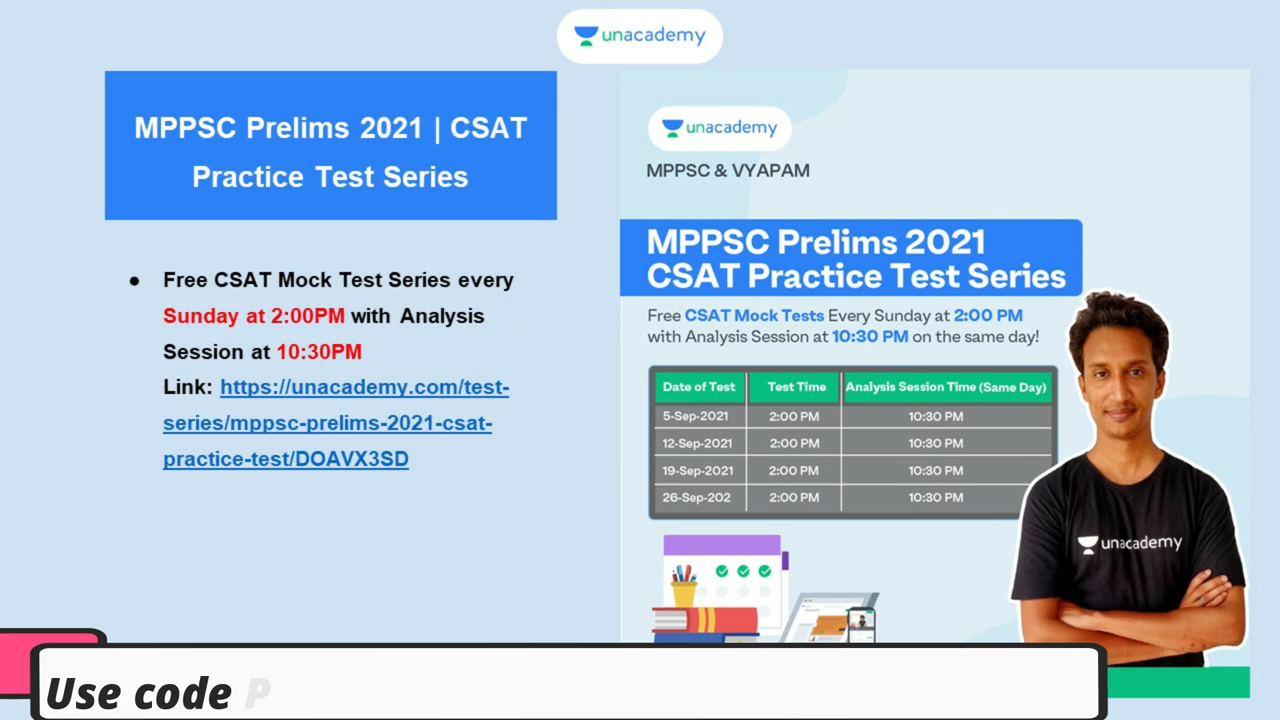 unacademy
MPPSC Prelims 2021 | CSAT
Practice Test Series
● Free CSAT Mock Test Series every
Sunday at 2:00PM with Analysis
Session at 10:30PM
Link: https://unacademy.com/test-
series/mppsc-prelims-2021-csat-
practice-test/DOAVX3SD
unacademy
MPPSC & VYAPAM
MPPSC Prelims 2021
CSAT Practice Test Series
Free CSAT Mock Tests Every Sunday at 2:00 PM
with Analysis Session at 10:30 PM on the same day!
Date of Test Test Time Analysis Session Time (Same Day)
5-Sep-2021 2:00 PM 10:30 PM
12-Sep-2021 2:00 PM 10:30 PM
19-Sep-2021 2:00 PM 10:30 PM
26-Sep-202 2:00 PM 10:30 PM
unacademy
Use code P